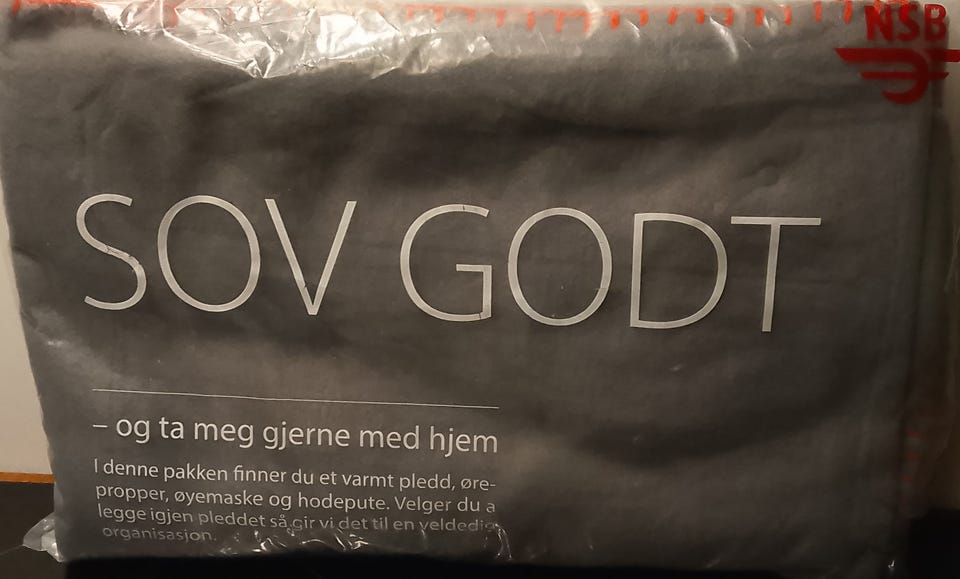 NSB
SOV GODT
– og ta meg gjerne med hjem
I denne pakken finner du et varmt pledd, øre-
propper, øyemaske og hodepute. Velger du a
legge igjen pleddet så gir vi det til en veldedig
organisasjon.